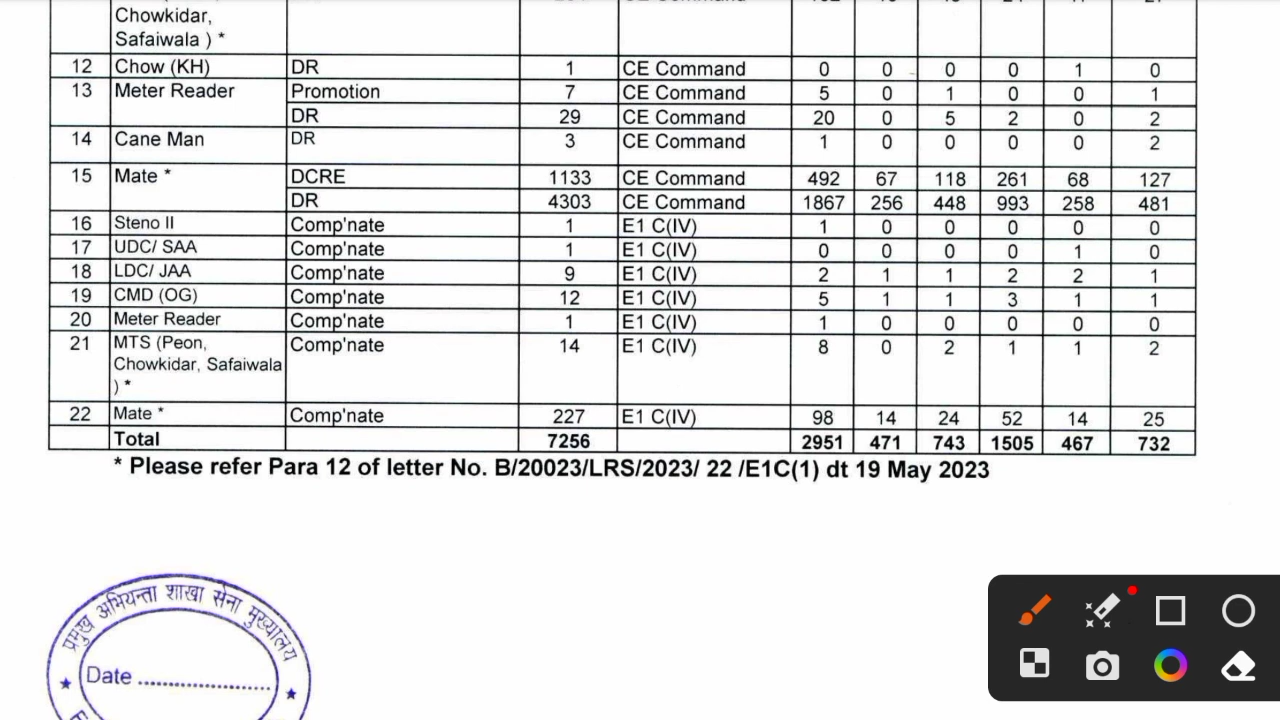 Chowkidar,
Safaiwala ) *
12 Chow (KH) DR 1 CE Command 0 0 0 0 1 0
13 Meter Reader Promotion 7 CE Command 5 0 1 0 0 1
DR 29 CE Command 20 0 5 2 0 2
14 Cane Man DR 3 CE Command 1 0 0 0 0 2
15 Mate * DCRE 1133 CE Command 492 67 118 261 68 127
DR 4303 CE Command 1867 256 448 993 258 481
16 Steno II Comp'nate 1 E1 C(IV) 1 0 0 0 0 0
17 UDC/ SAA Comp'nate 1 E1 C(IV) 0 0 0 0 1 0
18 LDC/ JAA Comp'nate 9 E1 C(IV) 2 1 1 2 2 1
19 CMD (OG) Comp'nate 12 E1 C(IV) 5 1 1 3 1 1
20 Meter Reader Comp'nate 1 E1 C(IV) 1 0 0 0 0 0
21 MTS (Peon, Comp'nate 14 E1 C(IV) 8 0 2 1 1 2
Chowkidar, Safaiwala
) *
22 Mate * Comp'nate 227 E1 C(IV) 98 14 24 52 14 25
Total 7256 2951 471 743 1505 467 732
* Please refer Para 12 of letter No. B/20023/LRS/2023/ 22 /E1C(1) dt 19 May 2023
प्रमुख अभियन्ता शाखा सेना मुख्यालय
Date ....................